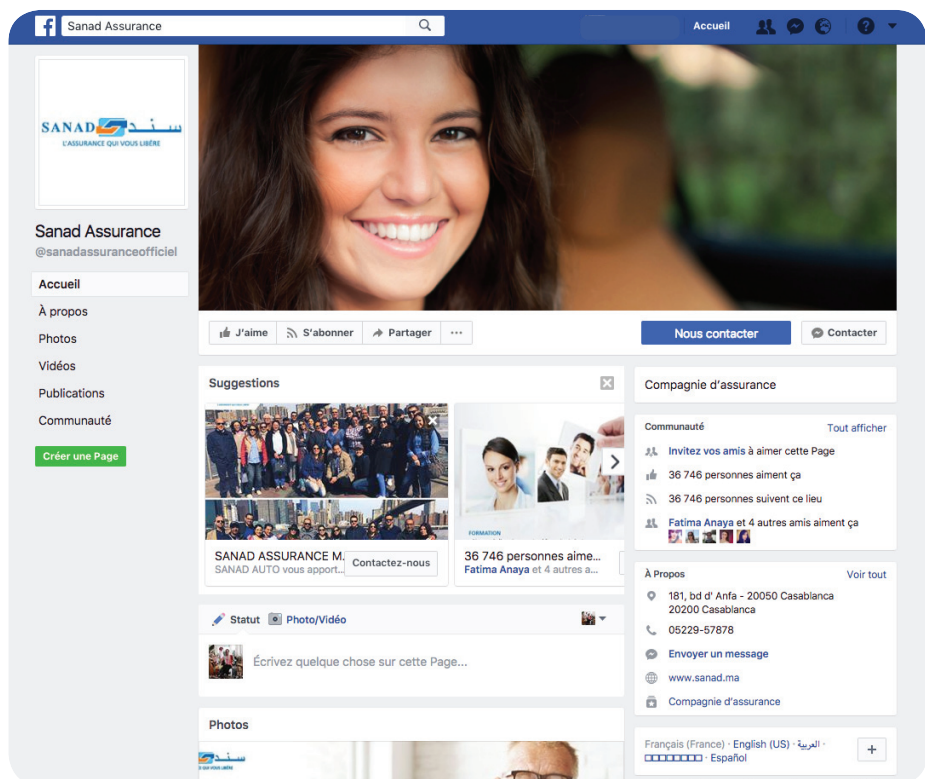 Sanad Assurance
Accueil
SANAD سند
L'ASSURANCE QUI VOUS LIBÈRE
Sanad Assurance
@sanadassuranceofficiel
Accueil
À propos
Photos
Vidéos
Publications
Communauté
Créer une Page
J'aime
S'abonner
Partager
Nous contacter
Contacter
Suggestions
FORMATION
SANAD ASSURANCE M.
SANAD AUTO vous apport...
Contactez-nous
36 746 personnes aime...
Fatima Anaya et 4 autres a...
Statut
Photo/Vidéo
Écrivez quelque chose sur cette Page...
Photos
سند
Compagnie d'assurance
Communauté
Tout afficher
Invitez vos amis à aimer cette Page
36 746 personnes aiment ça
36 746 personnes suivent ce lieu
Fatima Anaya et 4 autres amis aiment ça
À Propos
Voir tout
181, bd d' Anfa - 20050 Casablanca
20200 Casablanca
05229-57878
Envoyer un message
www.sanad.ma
Compagnie d'assurance
Français (France) · English (US) · العربية ·
· Español